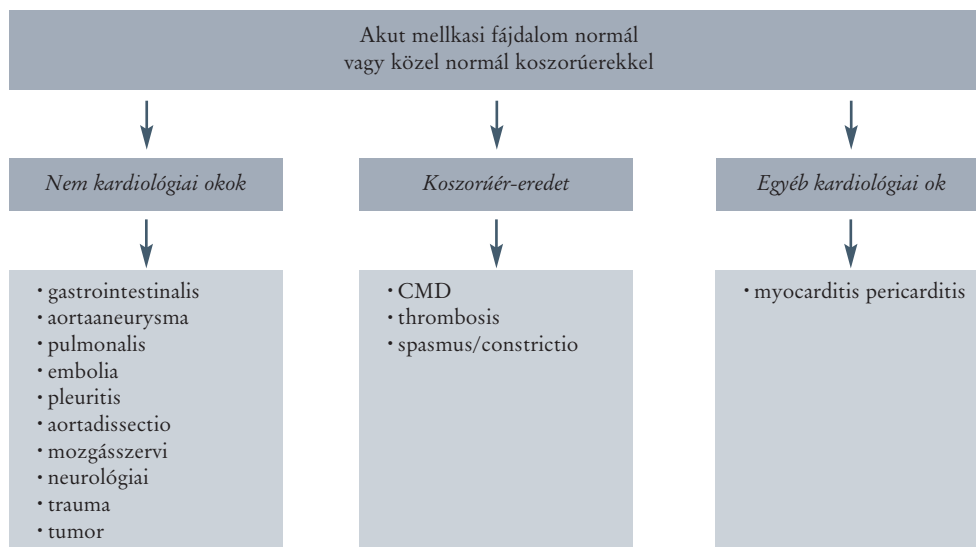 Akut mellkasi fájdalom normál
vagy közel normál koszorúerekkel
Nem kardiológiai okok
• gastrointestinalis
• aortaaneurysma
• pulmonalis
• embolia
• pleuritis
• aortadissectio
• mozgásszervi
• neurológiai
• trauma
• tumor
Koszorúér-eredet
• CMD
• thrombosis
• spasmus/constrictio
Egyéb kardiológiai ok
• myocarditis pericarditis